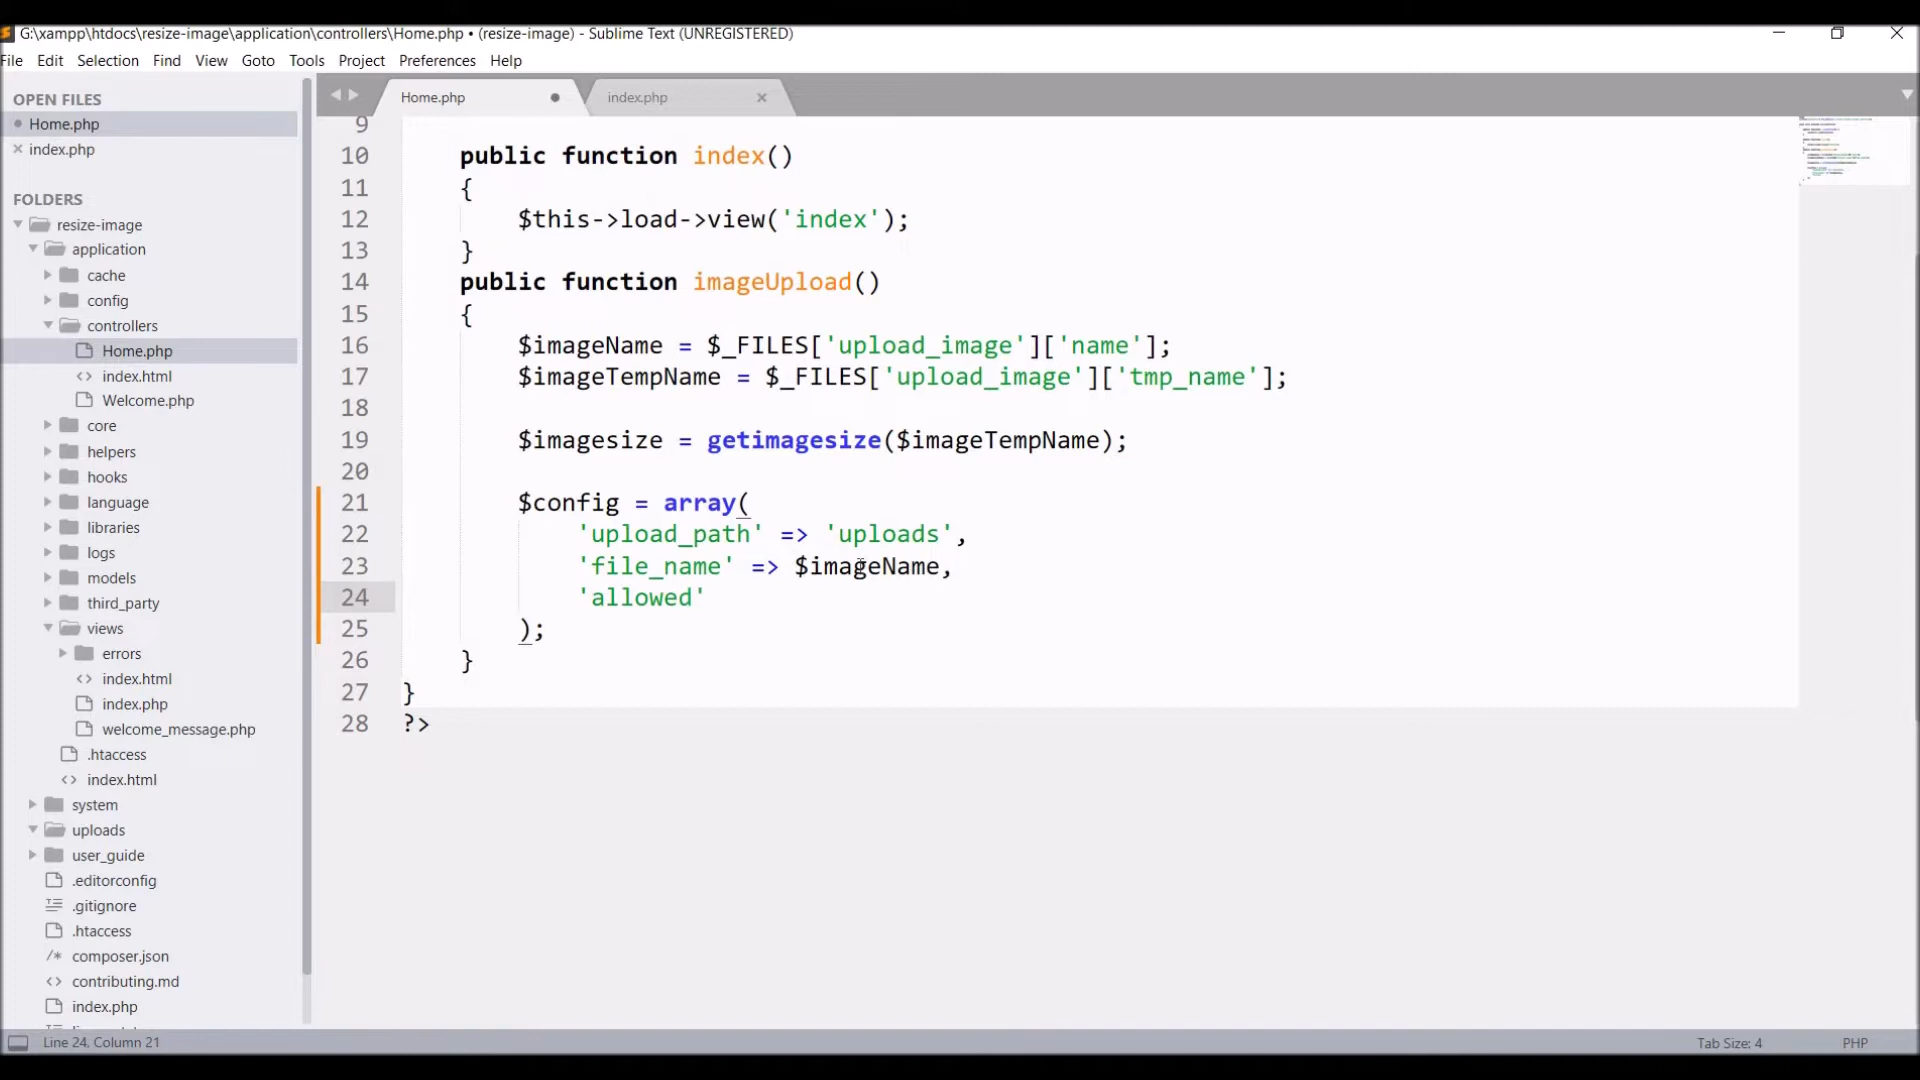 G:\xampp\htdocs\resize-image\application\controllers\Home.php • (resize-image) - Sublime Text (UNREGISTERED)
File Edit Selection Find View Goto Tools Project Preferences Help
OPEN FILES
Home.php
index.php
FOLDERS
resize-image
application
cache
config
controllers
Home.php
index.html
Welcome.php
core
helpers
hooks
language
libraries
logs
models
third_party
views
errors
index.html
index.php
welcome_message.php
.htaccess
index.html
system
uploads
user_guide
.editorconfig
.gitignore
.htaccess
composer.json
contributing.md
index.php
Home.php
index.php
9
10 public function index()
11 {
12 $this->load->view('index');
13 }
14 public function imageUpload()
15 {
16 $imageName = $_FILES['upload_image']['name'];
17 $imageTempName = $_FILES['upload_image']['tmp_name'];
18
19 $imagesize = getimagesize($imageTempName);
20
21 $config = array(
22 'upload_path' => 'uploads',
23 'file_name' => $imageName,
24 'allowed'
25 );
26 }
27 }
28 ?>
Line 24, Column 21
Tab Size: 4
PHP